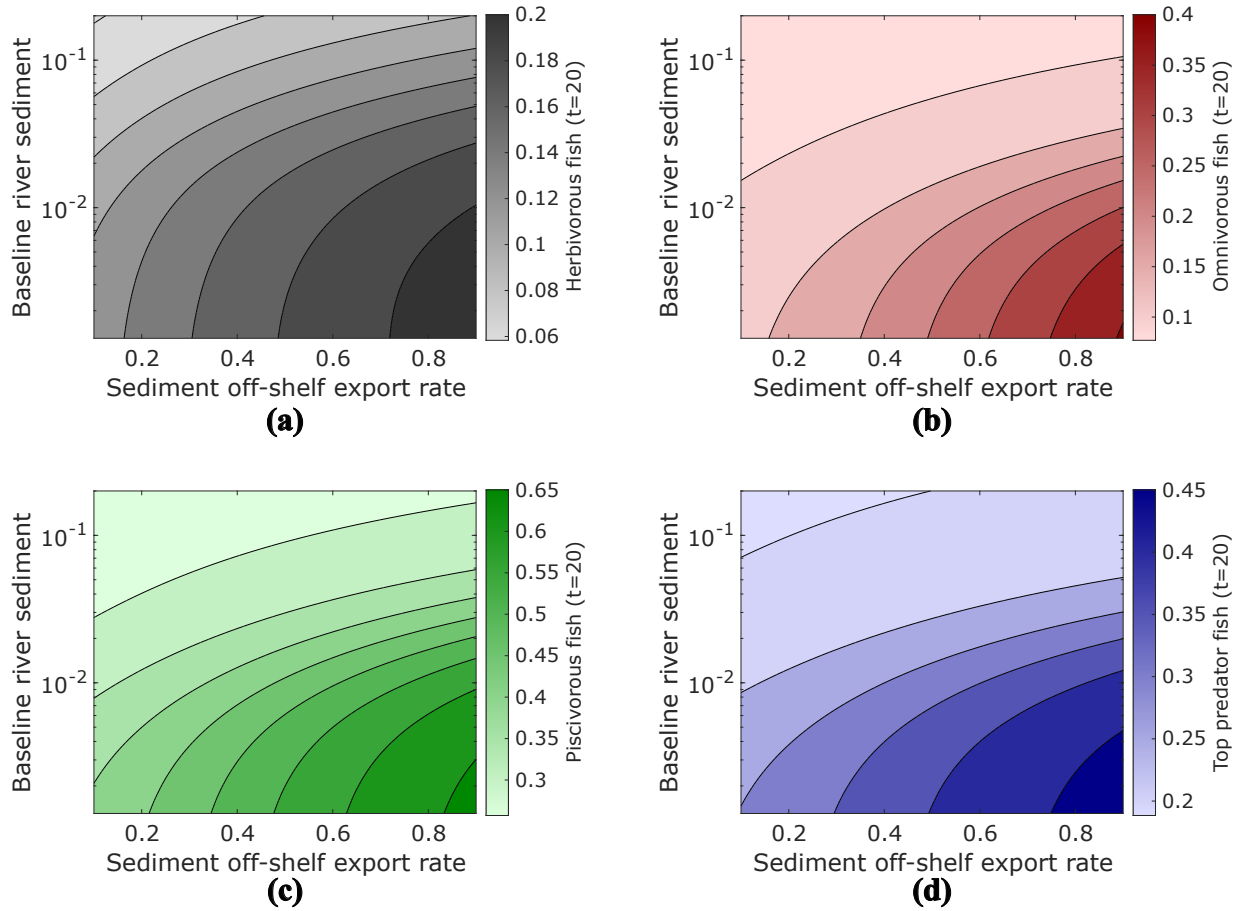 Baseline river sediment
10^-1
10^-2
0.2 0.4 0.6 0.8
Sediment off-shelf export rate
0.2
0.18
0.16
0.14
0.12
0.1
0.08
0.06
Herbivorous fish (t=20)
(a)
Baseline river sediment
10^-1
10^-2
0.2 0.4 0.6 0.8
Sediment off-shelf export rate
0.4
0.35
0.3
0.25
0.2
0.15
0.1
Omnivorous fish (t=20)
(b)
Baseline river sediment
10^-1
10^-2
0.2 0.4 0.6 0.8
Sediment off-shelf export rate
0.65
0.6
0.55
0.5
0.45
0.4
0.35
0.3
Piscivorous fish (t=20)
(c)
Baseline river sediment
10^-1
10^-2
0.2 0.4 0.6 0.8
Sediment off-shelf export rate
0.45
0.4
0.35
0.3
0.25
0.2
Top predator fish (t=20)
(d)